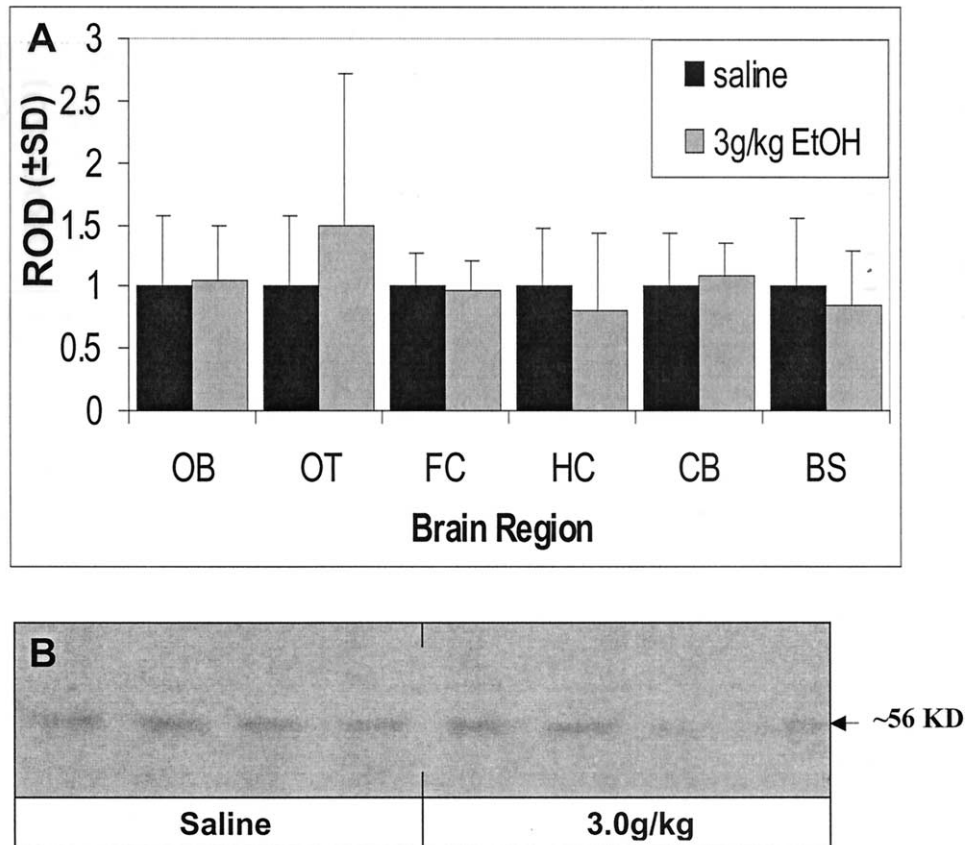 A
3
2.5
2
1.5
1
0.5
0
ROD (±SD)
saline
3g/kg EtOH
OB OT FC HC CB BS
Brain Region
B
~56 KD
Saline 3.0g/kg